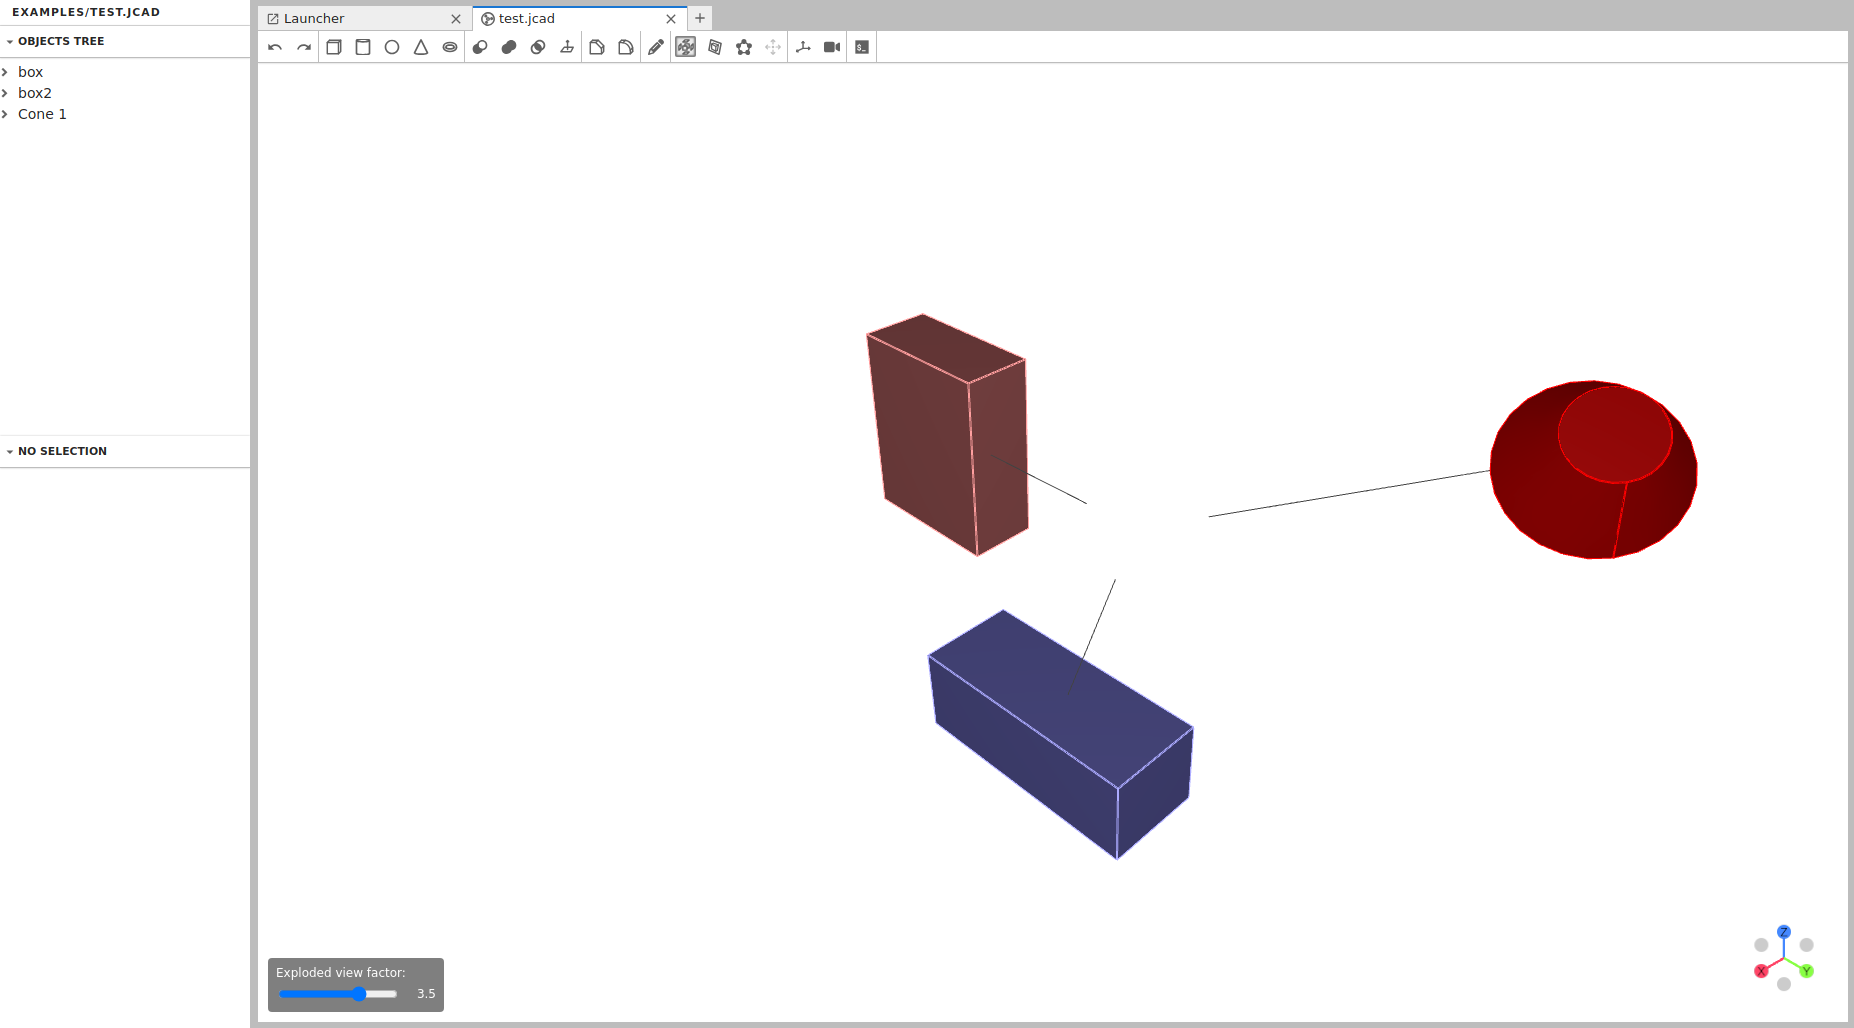 EXAMPLES/TEST.JCAD
Launcher
test.jcad
OBJECTS TREE
box
box2
Cone 1
NO SELECTION
Exploded view factor:
3.5
Z
X
Y